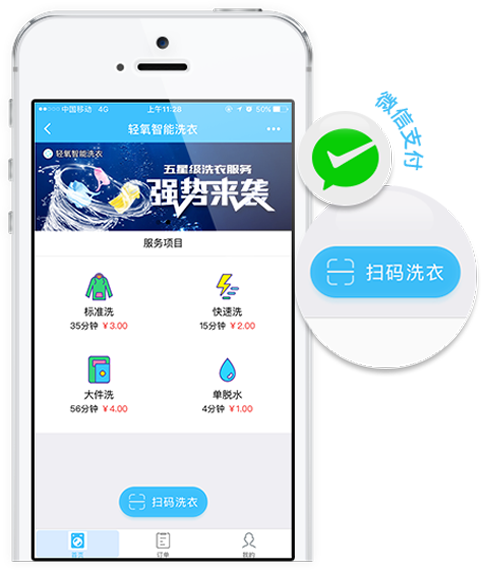 中国移动 4G 上午11:28 50%
轻氧智能洗衣
轻氧智能洗衣
五星级洗衣服务
强势来袭
服务项目
标准洗
35分钟 ¥3.00
快速洗
15分钟 ¥2.00
大件洗
56分钟 ¥4.00
单脱水
4分钟 ¥1.00
扫码洗衣
首页
订单
我的
微信支付
扫码洗衣